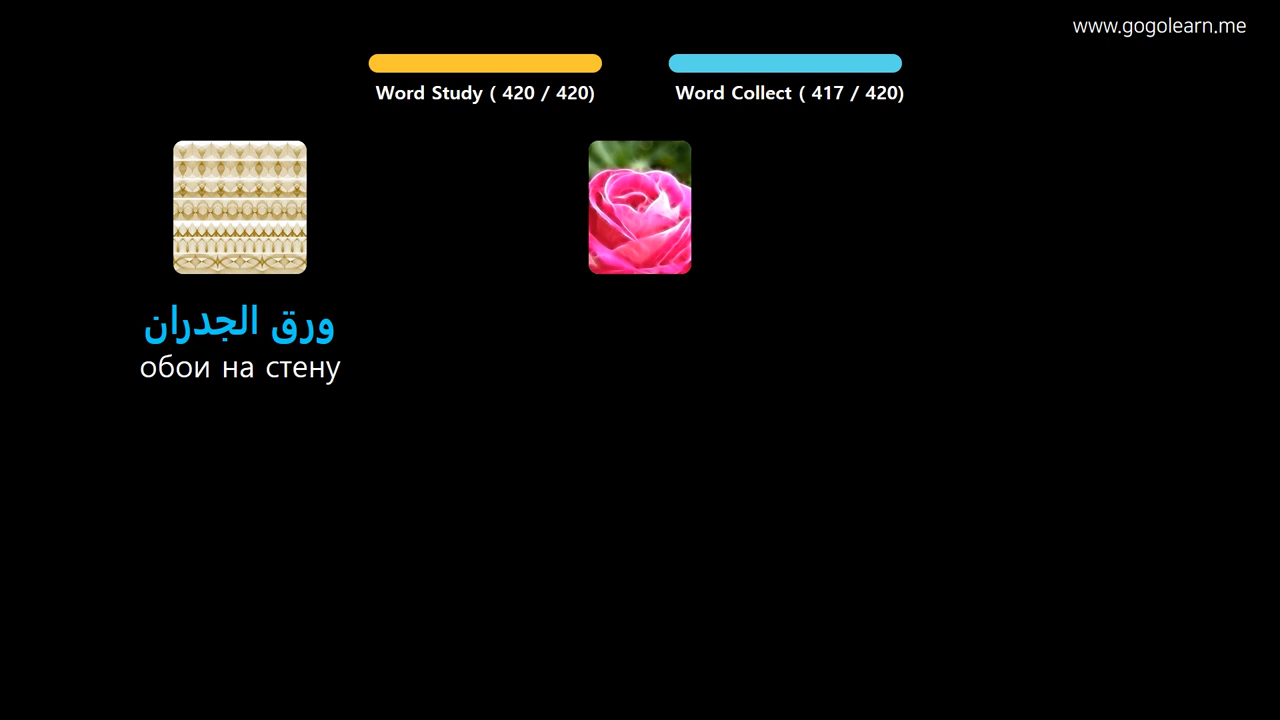 www.gogolearn.me
Word Study ( 420 / 420)
Word Collect ( 417 / 420)
ورق الجدران
обои на стену